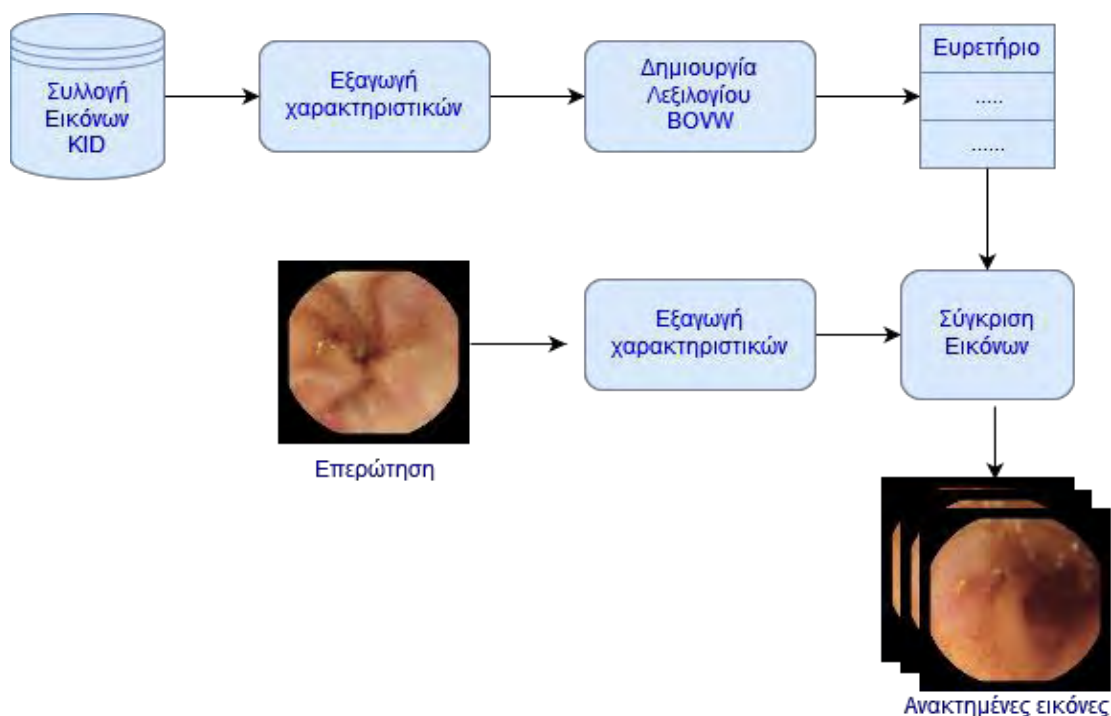 Συλλογή
Εικόνων
KID
Εξαγωγή
χαρακτηριστικών
Δημιουργία
Λεξιλογίου
BOVW
Ευρετήριο
.....
......
Επερώτηση
Εξαγωγή
χαρακτηριστικών
Σύγκριση
Εικόνων
Ανακτημένες εικόνες